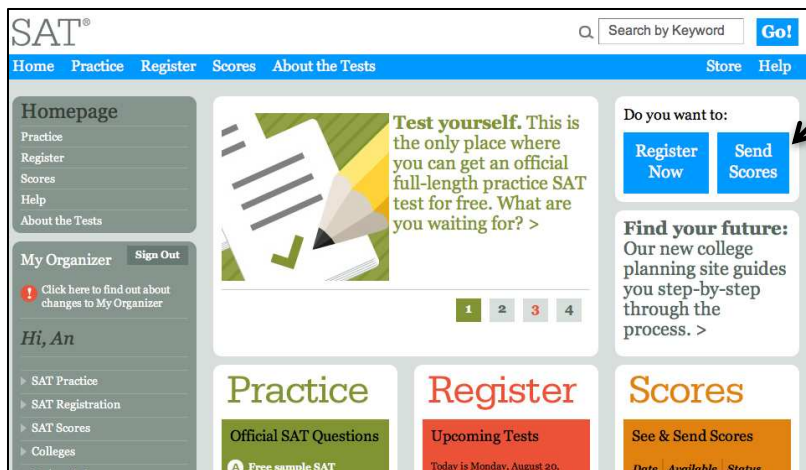 SAT®
Search by Keyword
Go!
Home Practice Register Scores About the Tests
Store Help
Homepage
Practice
Register
Scores
Help
About the Tests
My Organizer
Sign Out
Click here to find out about
changes to My Organizer
Hi, An
SAT Practice
SAT Registration
SAT Scores
Colleges
Test yourself. This is
the only place where
you can get an official
full-length practice SAT
test for free. What are
you waiting for? >
1 2 3 4
Do you want to:
Register
Now
Send
Scores
Find your future:
Our new college
planning site guides
you step-by-step
through the
process. >
Practice
Official SAT Questions
A Free sample SAT
Register
Upcoming Tests
Today is Monday, August 20,
Scores
See & Send Scores
Date Available Status